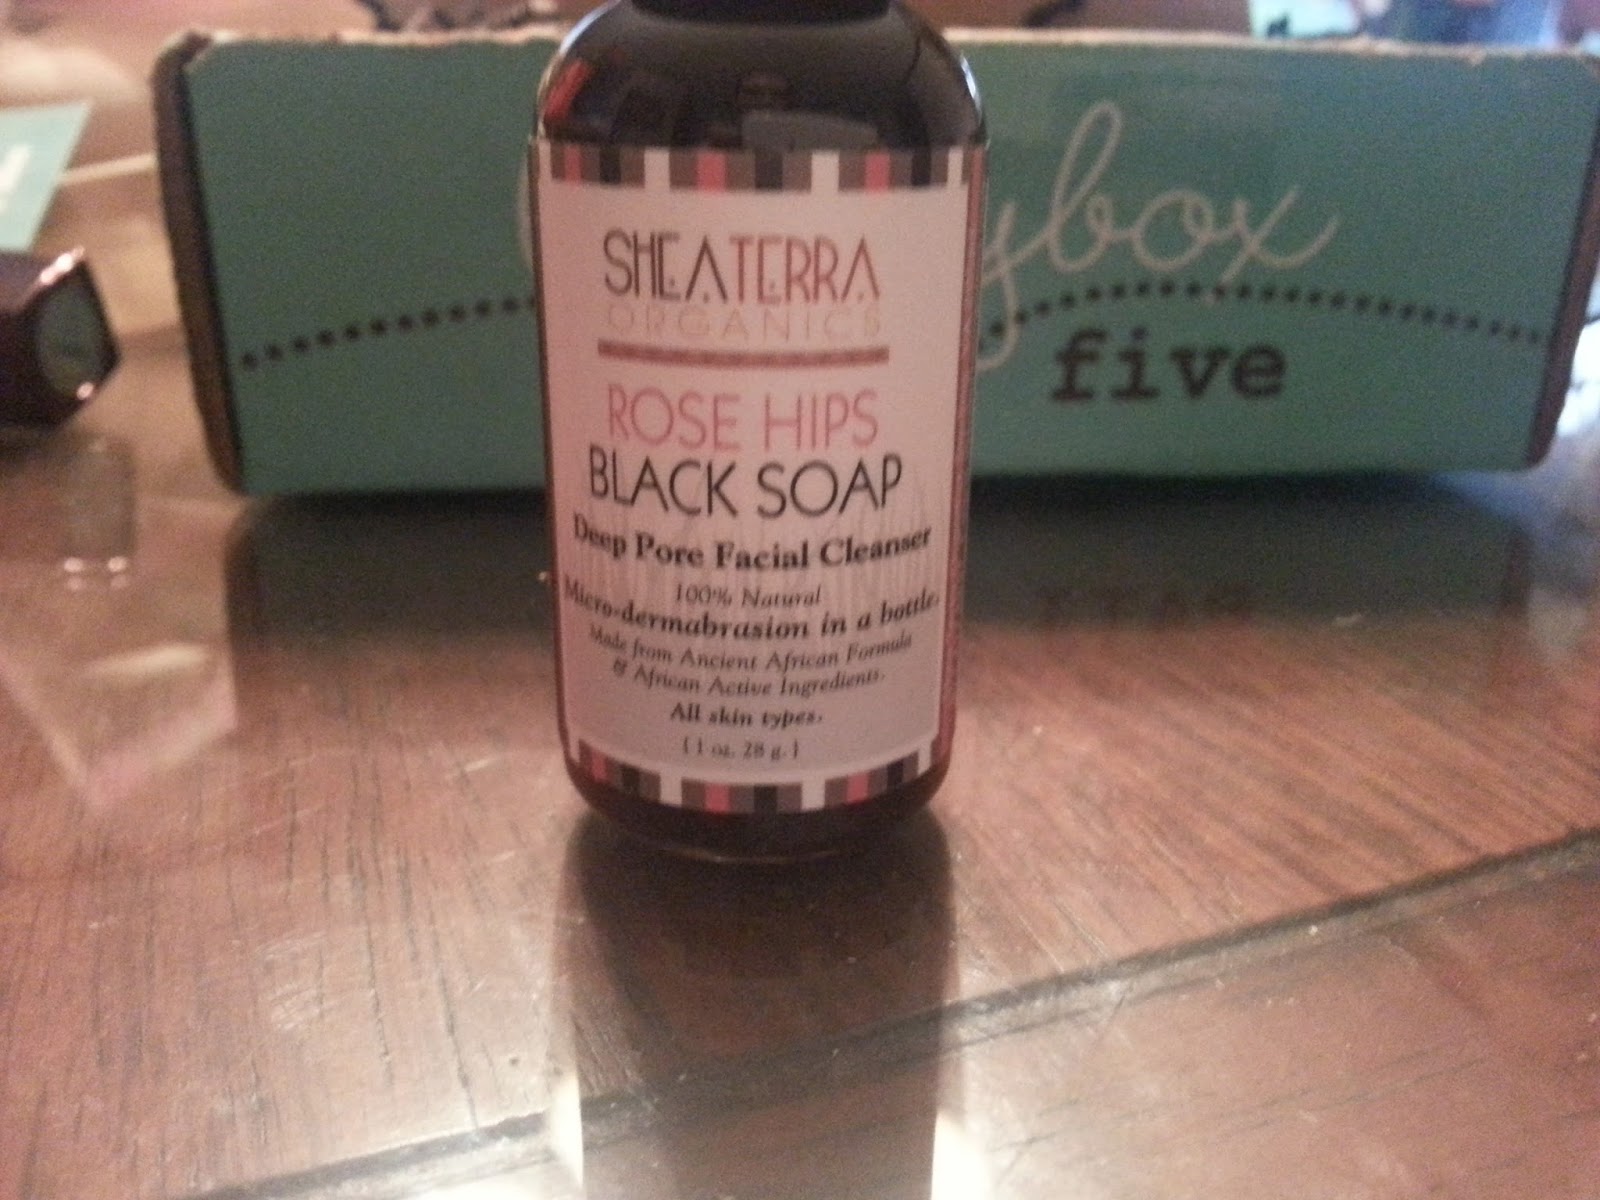 SHEATERRA
ORGANICS
ROSE HIPS
BLACK SOAP
Deep Pore Facial Cleanser
100% Natural
Micro-dermabrasion in a bottle.
Made from Ancient African Formula
& African Active Ingredients.
All skin types.
{ 1 oz. 28 g. }
ybox
five